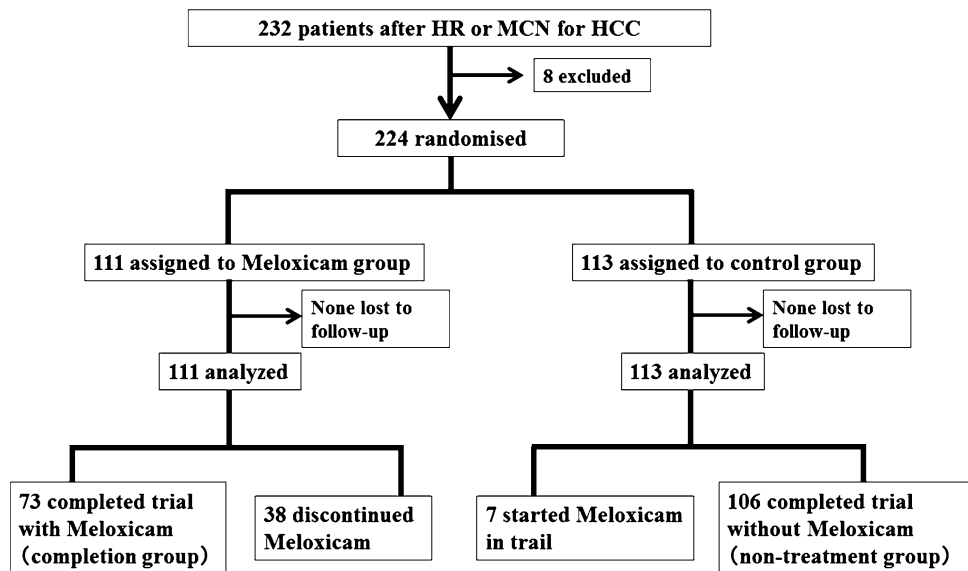 232 patients after HR or MCN for HCC
8 excluded
224 randomised
111 assigned to Meloxicam group
113 assigned to control group
None lost to
follow-up
None lost to
follow-up
111 analyzed
113 analyzed
73 completed trial
with Meloxicam
(completion group)
38 discontinued
Meloxicam
7 started Meloxicam
in trail
106 completed trial
without Meloxicam
(non-treatment group)